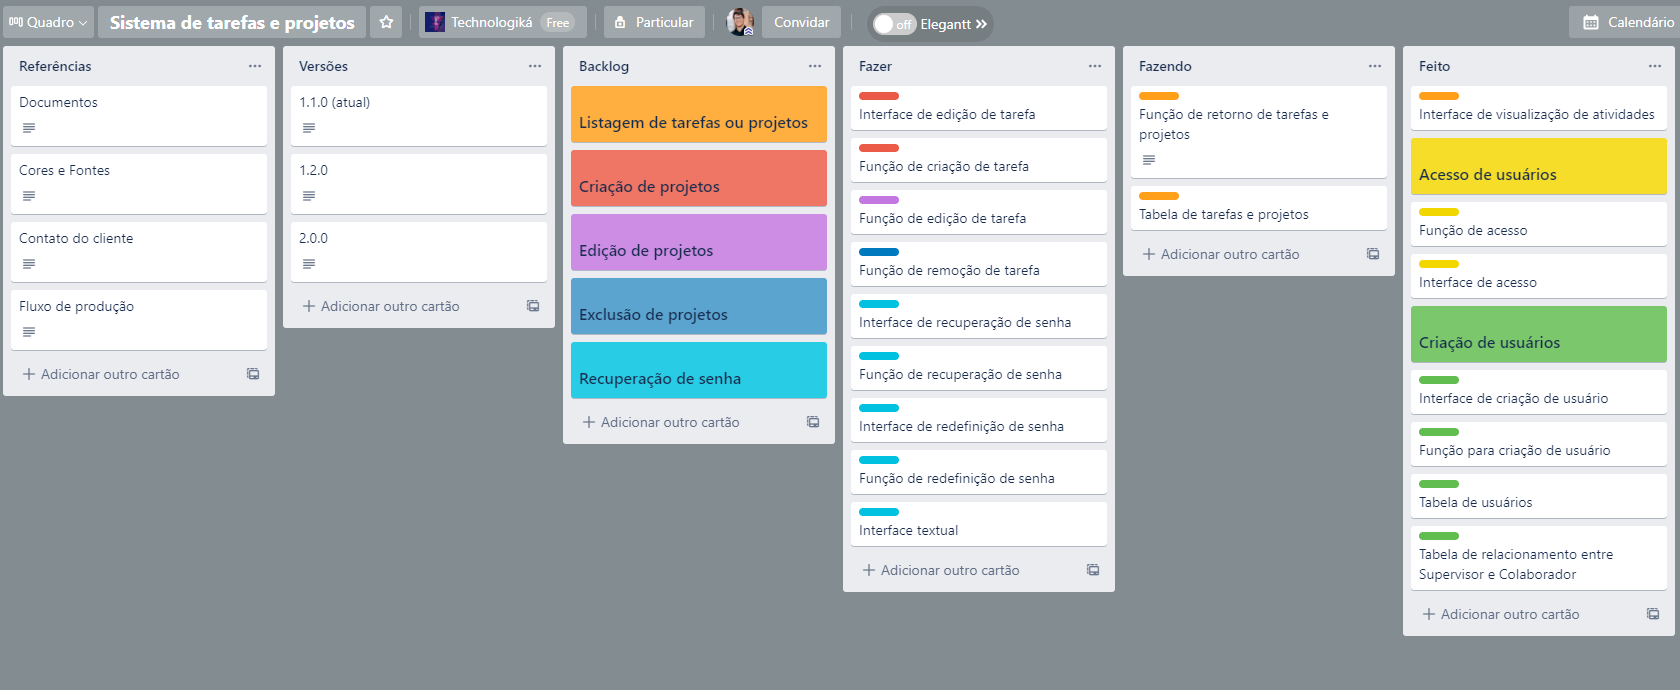 Quadro
Sistema de tarefas e projetos
Technologiká Free
Particular
Convidar
off Elegantt
Calendário
Referências
Documentos
Cores e Fontes
Contato do cliente
Fluxo de produção
Adicionar outro cartão
Versões
1.1.0 (atual)
1.2.0
2.0.0
Adicionar outro cartão
Backlog
Listagem de tarefas ou projetos
Criação de projetos
Edição de projetos
Exclusão de projetos
Recuperação de senha
Adicionar outro cartão
Fazer
Interface de edição de tarefa
Função de criação de tarefa
Função de edição de tarefa
Função de remoção de tarefa
Interface de recuperação de senha
Função de recuperação de senha
Interface de redefinição de senha
Função de redefinição de senha
Interface textual
Adicionar outro cartão
Fazendo
Função de retorno de tarefas e
projetos
Tabela de tarefas e projetos
Adicionar outro cartão
Feito
Interface de visualização de atividades
Acesso de usuários
Função de acesso
Interface de acesso
Criação de usuários
Interface de criação de usuário
Função para criação de usuário
Tabela de usuários
Tabela de relacionamento entre
Supervisor e Colaborador
Adicionar outro cartão